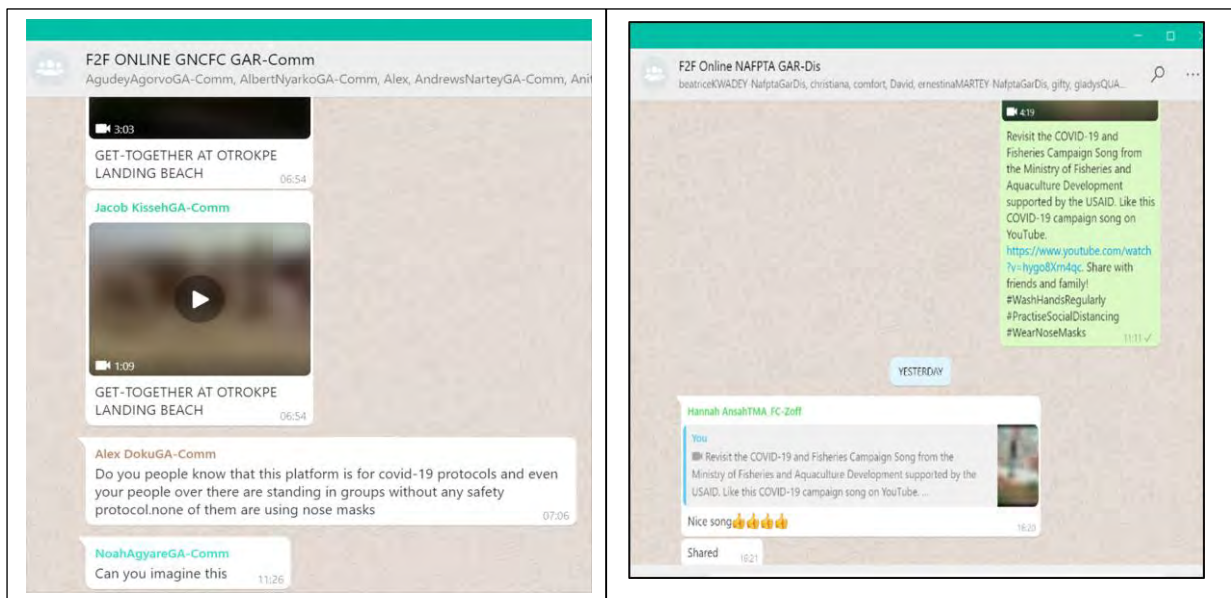 F2F ONLINE GNCFC GAR-Comm
AgudeyAgorvoGA-Comm, AlbertNyarkoGA-Comm, Alex, AndrewsNarteyGA-Comm, Anit
3:03
GET-TOGETHER AT OTROKPE
LANDING BEACH
06:54
Jacob KissehGA-Comm
1:09
GET-TOGETHER AT OTROKPE
LANDING BEACH
06:54
Alex DokuGA-Comm
Do you people know that this platform is for covid-19 protocols and even
your people over there are standing in groups without any safety
protocol.none of them are using nose masks
07:06
NoahAgyareGA-Comm
Can you imagine this
11:26
F2F Online NAFPTA GAR-Dis
beatriceKWADEY-NafptaGarDis, christiana, comfort, David, ernestinaMARTEY-NafptaGarDis, gifty, gladysQUA...
4:19
Revisit the COVID-19 and
Fisheries Campaign Song from
the Ministry of Fisheries and
Aquaculture Development
supported by the USAID. Like this
COVID-19 campaign song on
YouTube.
https://www.youtube.com/watch
?v=hygo8Xrn4qc. Share with
friends and family!
#WashHandsRegularly
#PractiseSocialDistancing
#WearNoseMasks
11:11
YESTERDAY
Hannah AnsahTMA FC-Zoff
You
Revisit the COVID-19 and Fisheries Campaign Song from the
Ministry of Fisheries and Aquaculture Development supported by the
USAID. Like this COVID-19 campaign song on YouTube. ...
Nice song👍👍👍👍
16:20
Shared
16:21